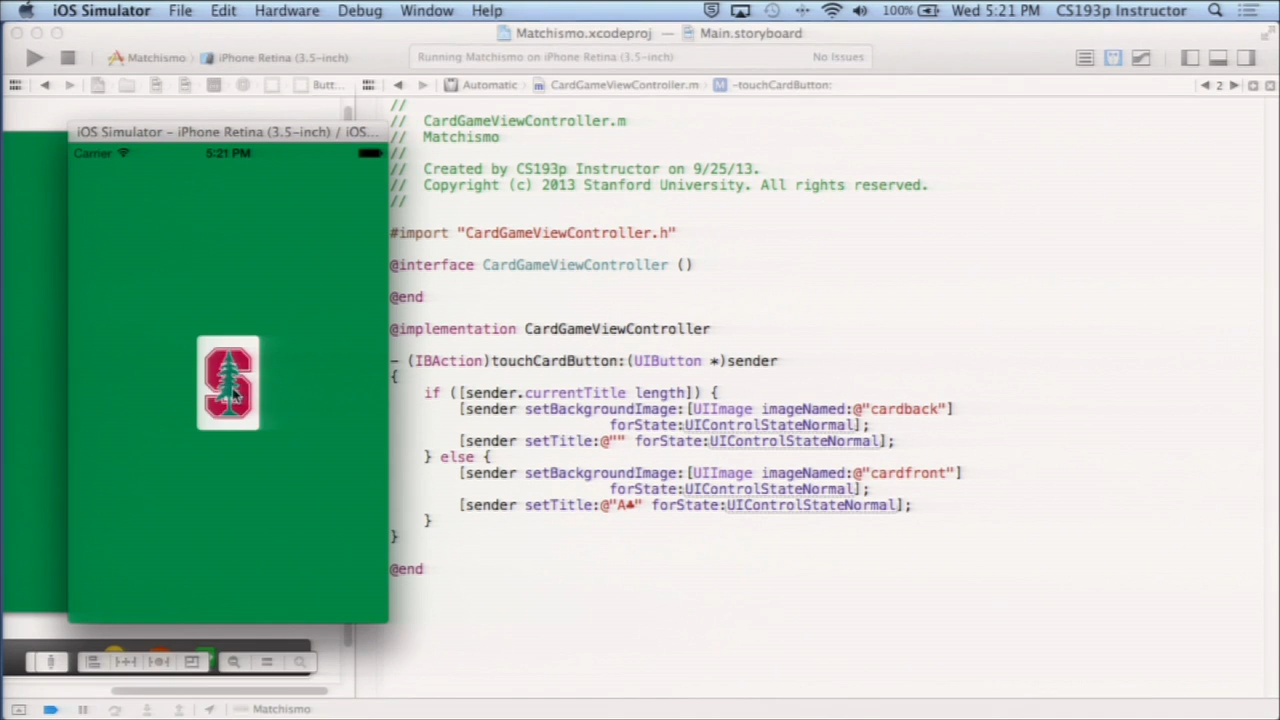 iOS Simulator File Edit Hardware Debug Window Help 100% Wed 5:21 PM CS193p Instructor
Matchismo.xcodeproj — Main.storyboard
Matchismo iPhone Retina (3.5-inch) Running Matchismo on iPhone Retina (3.5-inch) No Issues
Butt... Automatic CardGameViewController.m M -touchCardButton: 2
iOS Simulator - iPhone Retina (3.5-inch) / iOS...
Carrier 5:21 PM
//
// CardGameViewController.m
// Matchismo
//
// Created by CS193p Instructor on 9/25/13.
// Copyright (c) 2013 Stanford University. All rights reserved.
//
#import "CardGameViewController.h"
@interface CardGameViewController ()
@end
@implementation CardGameViewController
- (IBAction)touchCardButton:(UIButton *)sender
{
if ([sender.currentTitle length]) {
[sender setBackgroundImage:[UIImage imageNamed:@"cardback"]
forState:UIControlStateNormal];
[sender setTitle:@"" forState:UIControlStateNormal];
} else {
[sender setBackgroundImage:[UIImage imageNamed:@"cardfront"]
forState:UIControlStateNormal];
[sender setTitle:@"A♣" forState:UIControlStateNormal];
}
}
@end
S
Matchismo